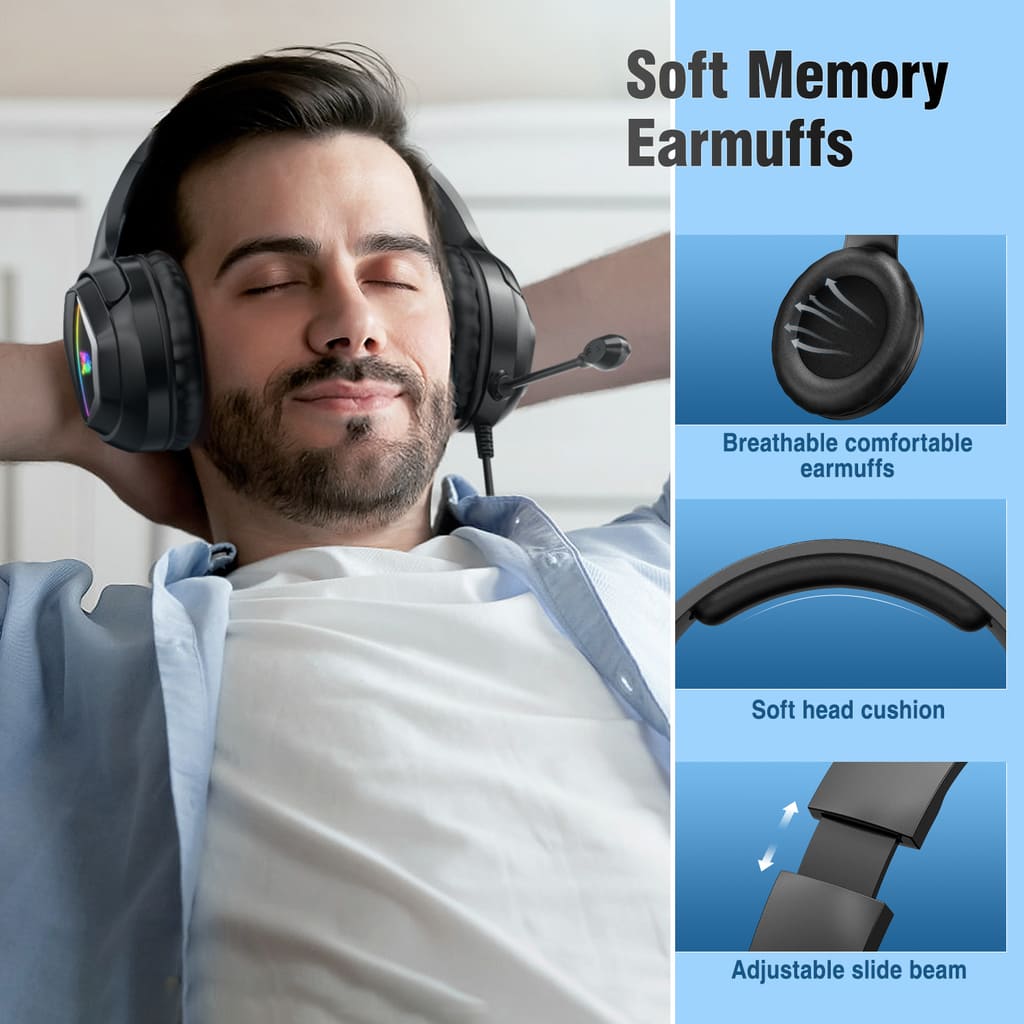 Soft Memory
Earmuffs
Breathable comfortable
earmuffs
Soft head cushion
Adjustable slide beam